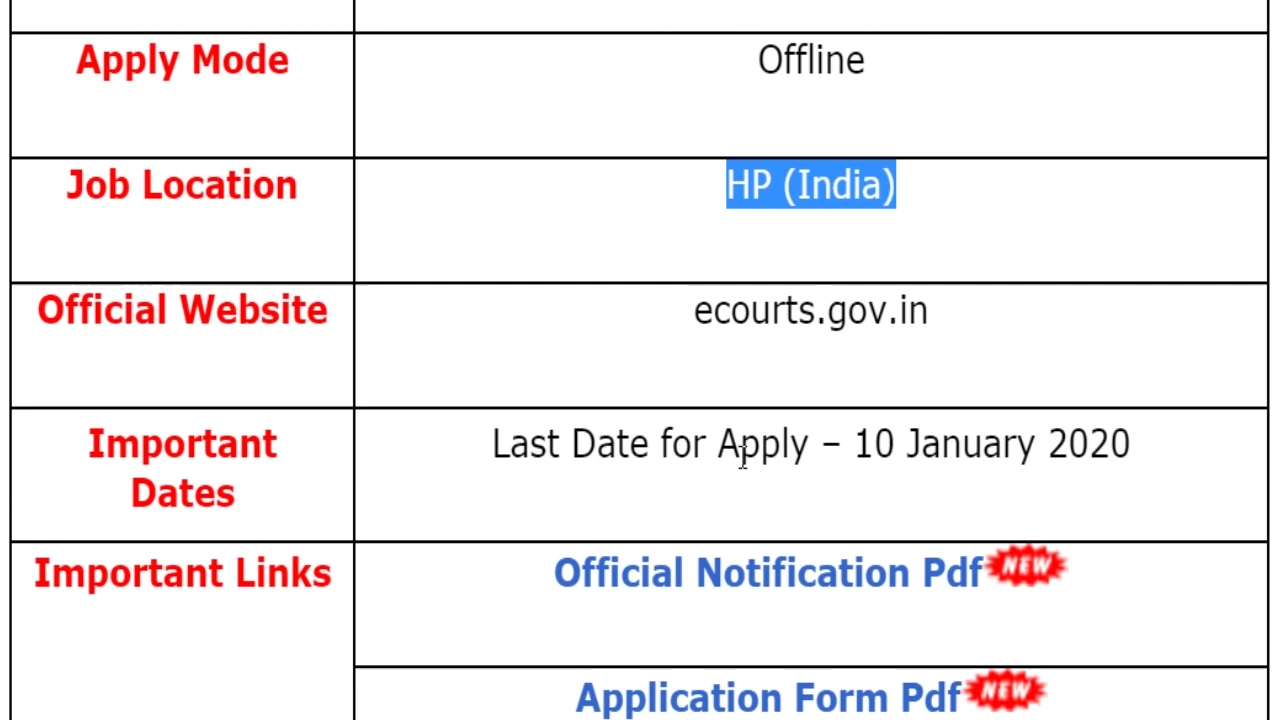 Apply Mode
Offline
Job Location
HP (India)
Official Website
ecourts.gov.in
Important
Dates
Last Date for Apply – 10 January 2020
Important Links
Official Notification Pdf NEW
Application Form Pdf NEW